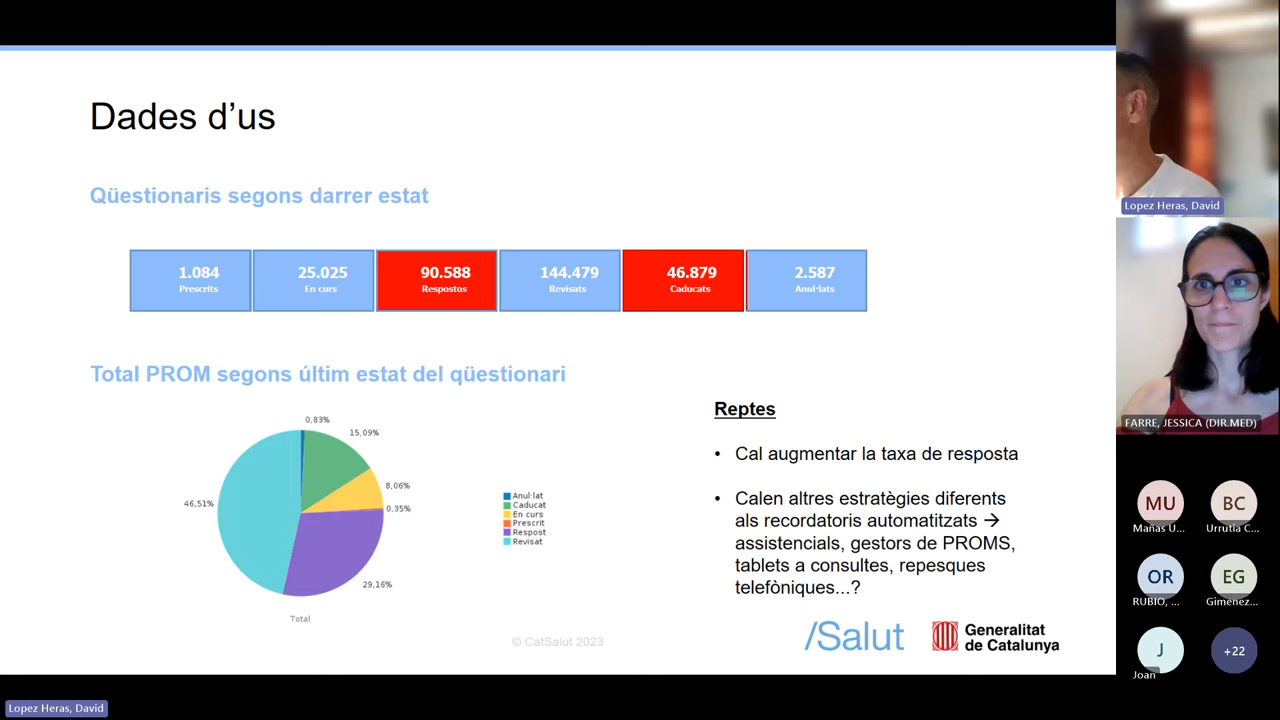 Dades d’us
Qüestionaris segons darrer estat
1.084
Prescrits
25.025
En curs
90.588
Respostos
144.479
Revisats
46.879
Caducats
2.587
Anul·lats
Total PROM segons últim estat del qüestionari
0,83%
15,09%
8,06%
0,35%
29,16%
46,51%
Total
Anul·lat
Caducat
En curs
Prescrit
Respost
Revisat
Reptes
• Cal augmentar la taxa de resposta
• Calen altres estratègies diferents
als recordatoris automatitzats →
assistencials, gestors de PROMS,
tablets a consultes, repesques
telefòniques...?
© CatSalut 2023
/Salut
Generalitat
de Catalunya
Lopez Heras, David
FARRE, JESSICA (DIR.MED)
MU
Mañas U...
BC
Urrutia C...
OR
RUBIO, ...
EG
Gimenez...
J
Joan
+22
Lopez Heras, David